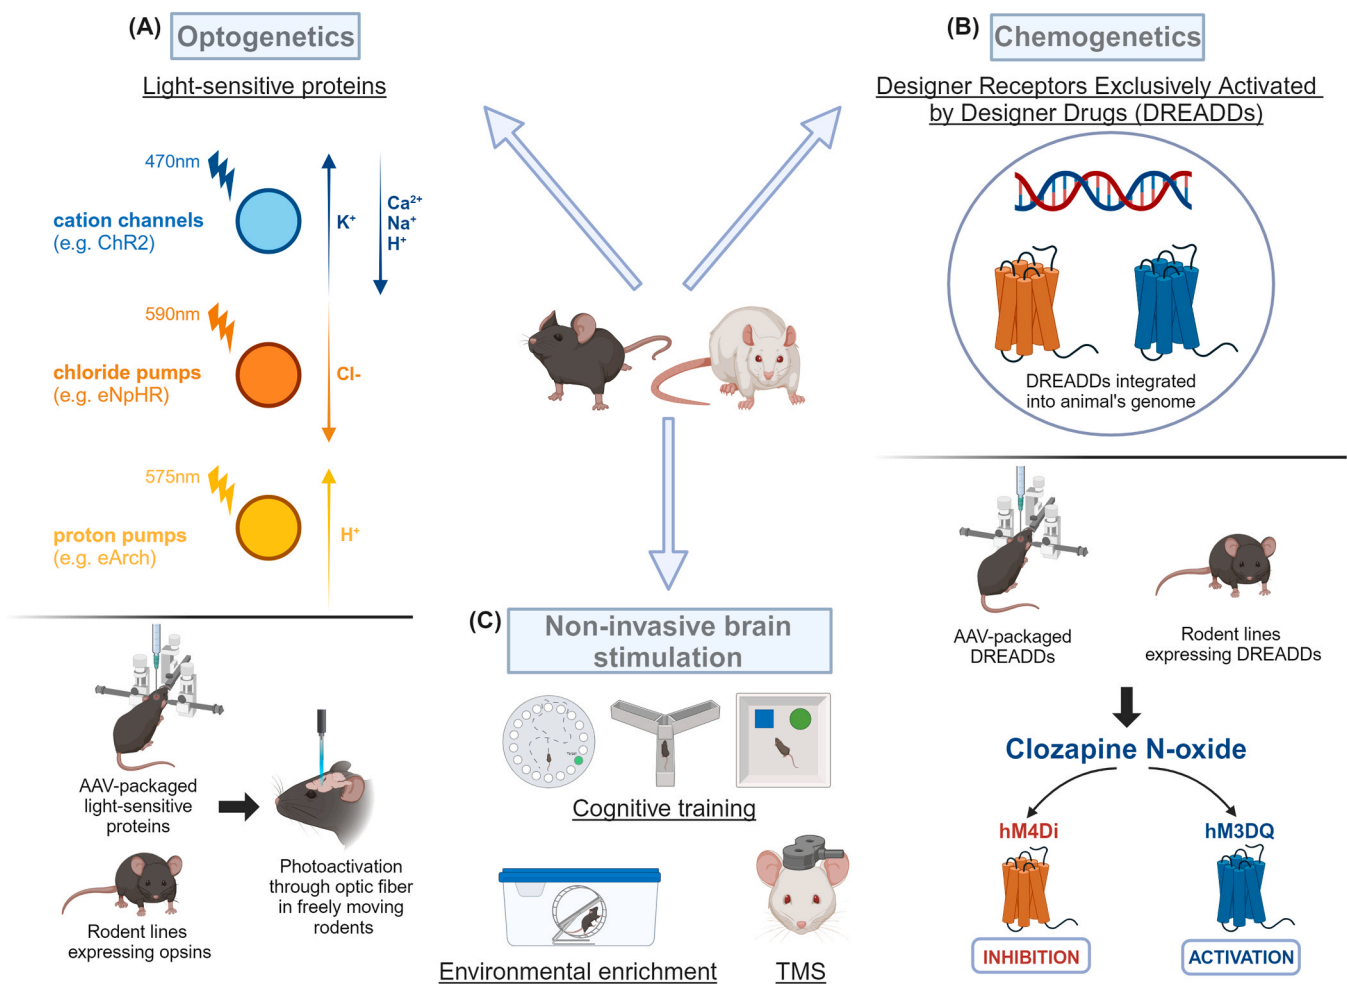 (A) Optogenetics
Light-sensitive proteins
470nm
cation channels
(e.g. ChR2)
K⁺
Ca²⁺
Na⁺
H⁺
590nm
chloride pumps
(e.g. eNpHR)
Cl-
575nm
proton pumps
(e.g. eArch)
H⁺
AAV-packaged
light-sensitive
proteins
Rodent lines
expressing opsins
Photoactivation
through optic fiber
in freely moving
rodents
(B) Chemogenetics
Designer Receptors Exclusively Activated
by Designer Drugs (DREADDs)
DREADDs integrated
into animal's genome
AAV-packaged
DREADDs
Rodent lines
expressing DREADDs
Clozapine N-oxide
hM4Di
hM3DQ
INHIBITION
ACTIVATION
(C) Non-invasive brain
stimulation
Target
Cognitive training
Environmental enrichment
TMS